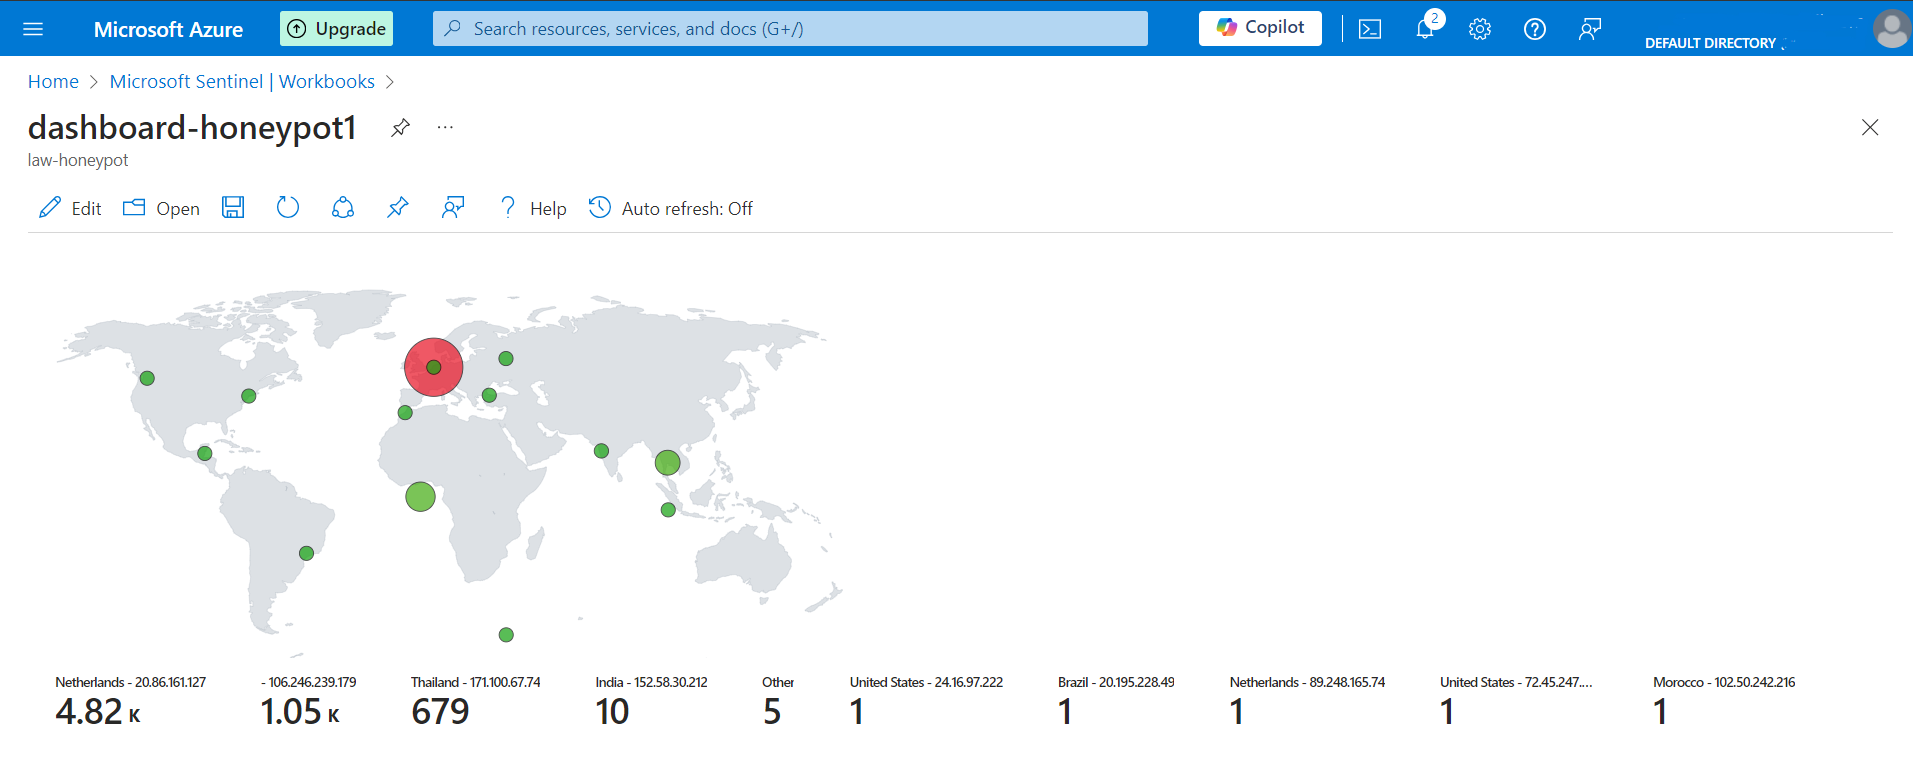 Microsoft Azure
Upgrade
Search resources, services, and docs (G+/)
Copilot
2
DEFAULT DIRECTORY
Home > Microsoft Sentinel | Workbooks >
dashboard-honeypot1
law-honeypot
Edit Open Help Auto refresh: Off
Netherlands - 20.86.161.127
4.82 K
- 106.246.239.179
1.05 K
Thailand - 171.100.67.74
679
India - 152.58.30.212
10
Other
5
United States - 24.16.97.222
1
Brazil - 20.195.228.49
1
Netherlands - 89.248.165.74
1
United States - 72.45.247....
1
Morocco - 102.50.242.216
1